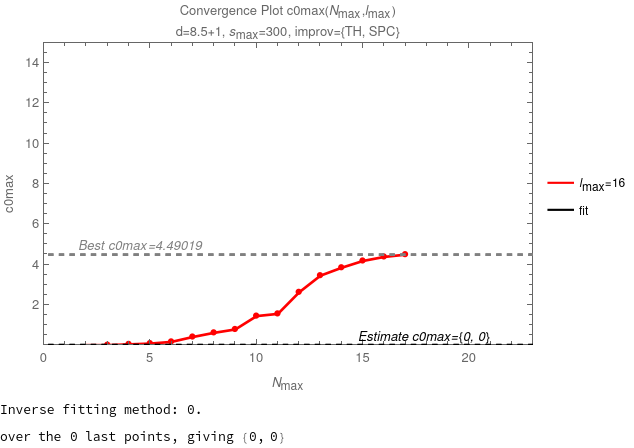 Convergence Plot c0max(Nmax,lmax)
d=8.5+1, smax=300, improv={TH, SPC}
14
12
10
8
6
4
2
c0max
Best c0max=4.49019
Estimate c0max={0, 0}
0 5 10 15 20
Nmax
lmax=16
fit
Inverse fitting method: 0.
over the 0 last points, giving {0, 0}